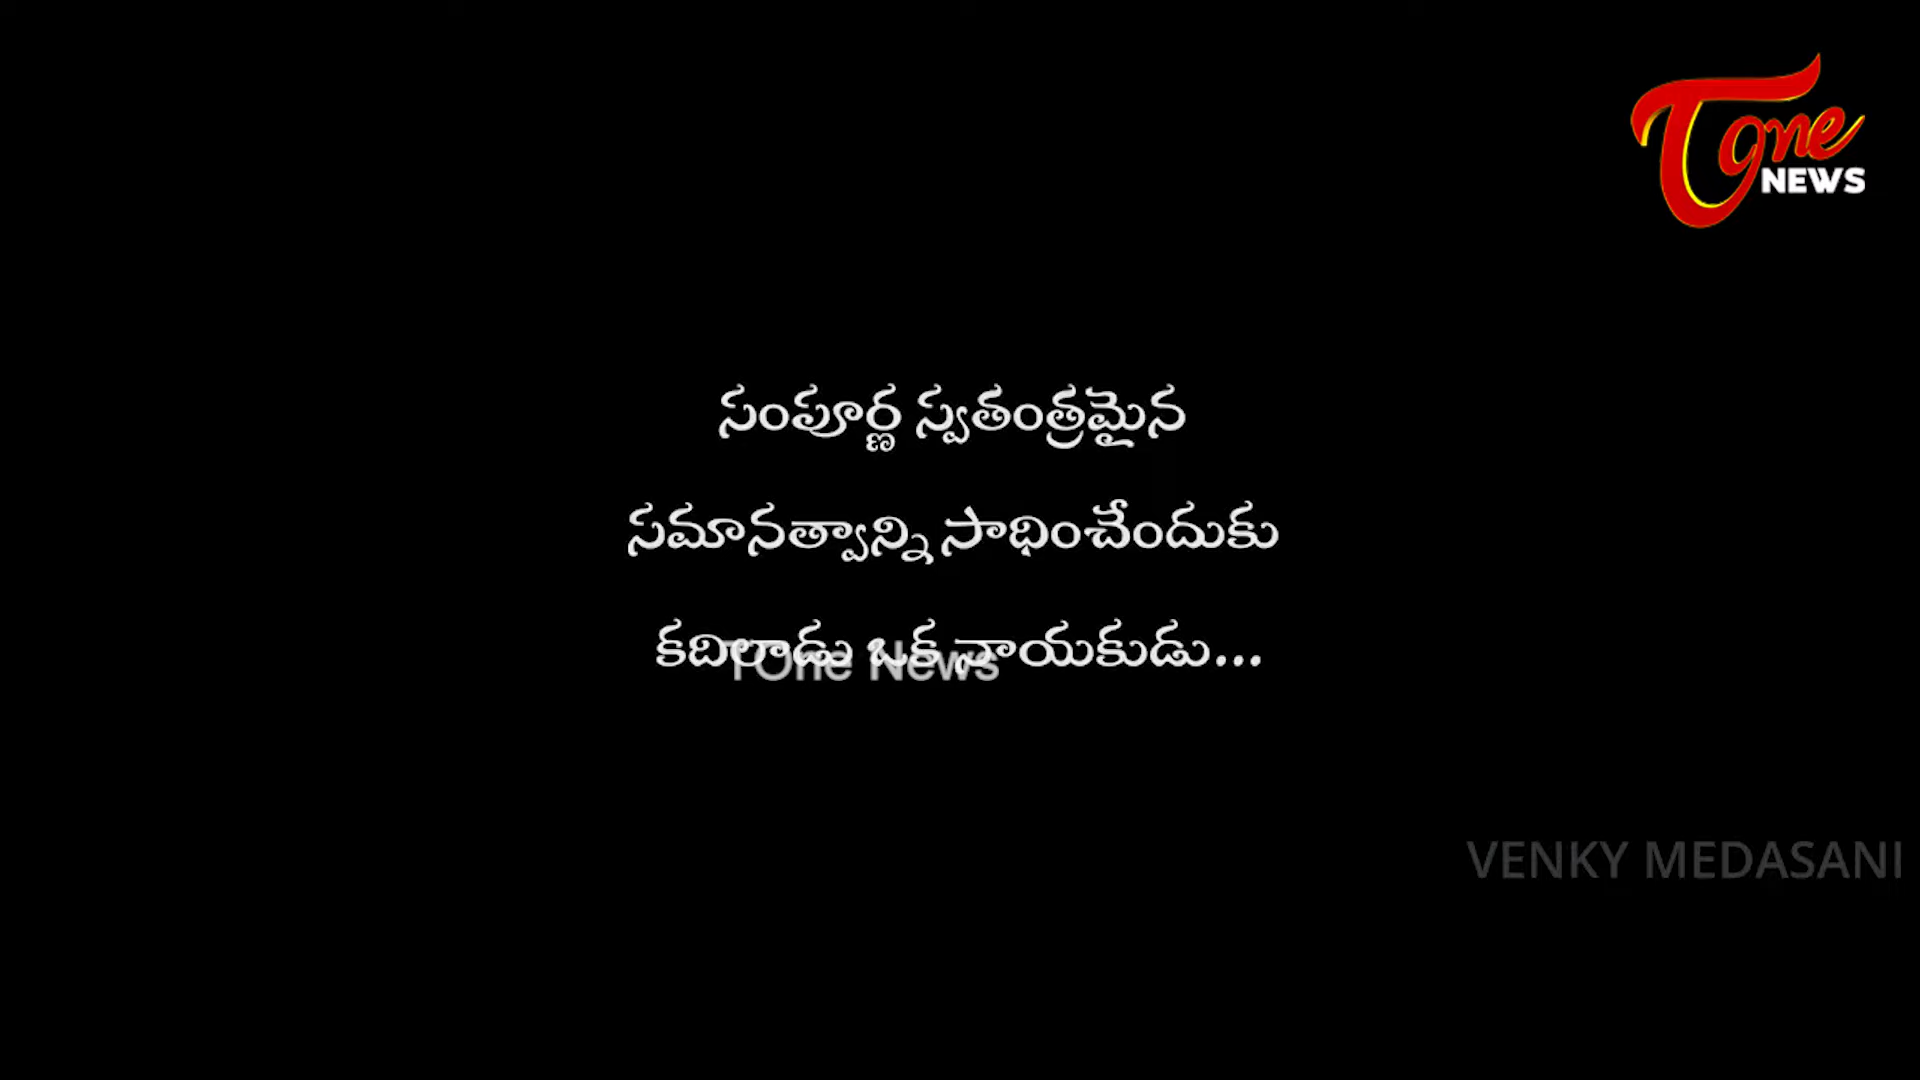 Tone
NEWS
సంపూర్ణ స్వతంత్రమైన
సమానత్వాన్ని సాధించేందుకు
కదిలాడు ఒక నాయకుడు...
TOne News
VENKY MEDASANI